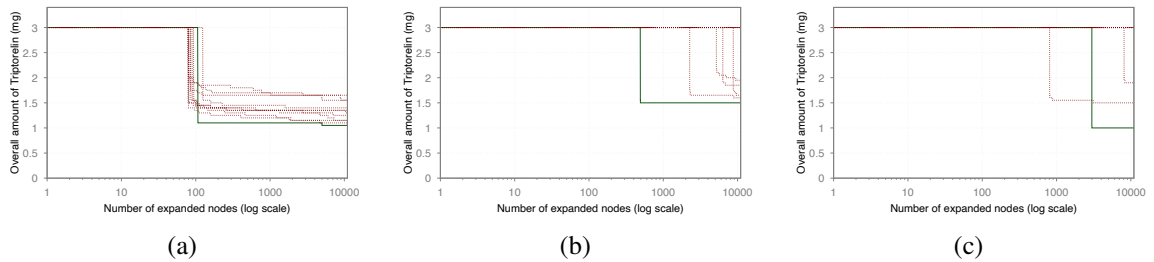 Overall amount of Triptorelin (mg)
3
2.5
2
1.5
1
0.5
0
1 10 100 1000 10000
Number of expanded nodes (log scale)
(a)
Overall amount of Triptorelin (mg)
3
2.5
2
1.5
1
0.5
0
1 10 100 1000 10000
Number of expanded nodes (log scale)
(b)
Overall amount of Triptorelin (mg)
3
2.5
2
1.5
1
0.5
0
1 10 100 1000 10000
Number of expanded nodes (log scale)
(c)